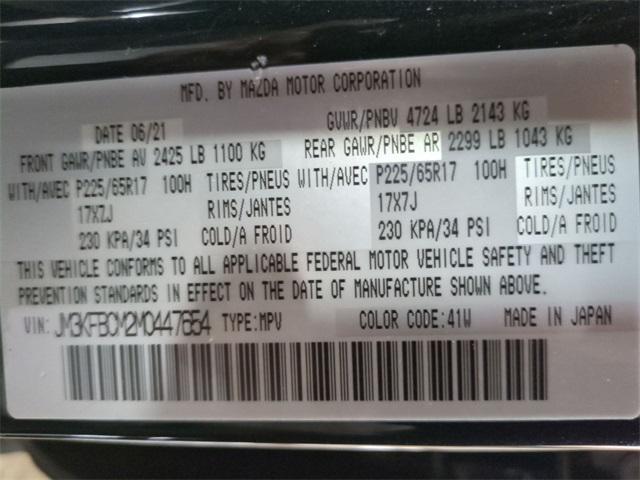 MFD. BY MAZDA MOTOR CORPORATION
DATE 06/21 GVWR/PNBV 4724 LB 2143 KG
FRONT GAWR/PNBE AV 2425 LB 1100 KG REAR GAWR/PNBE AR 2299 LB 1043 KG
WITH/AVEC P225/65R17 100H TIRES/PNEUS WITH/AVEC P225/65R17 100H TIRES/PNEUS
17X7J RIMS/JANTES 17X7J RIMS/JANTES
230 KPA/34 PSI COLD/A FROID 230 KPA/34 PSI COLD/A FROID
THIS VEHICLE CONFORMS TO ALL APPLICABLE FEDERAL MOTOR VEHICLE SAFETY AND THEFT
PREVENTION STANDARDS IN EFFECT ON THE DATE OF MANUFACTURE SHOWN ABOVE.
VIN: JM3KFBCM2M0447654 TYPE:MPV COLOR CODE:41W MADE IN JAPAN